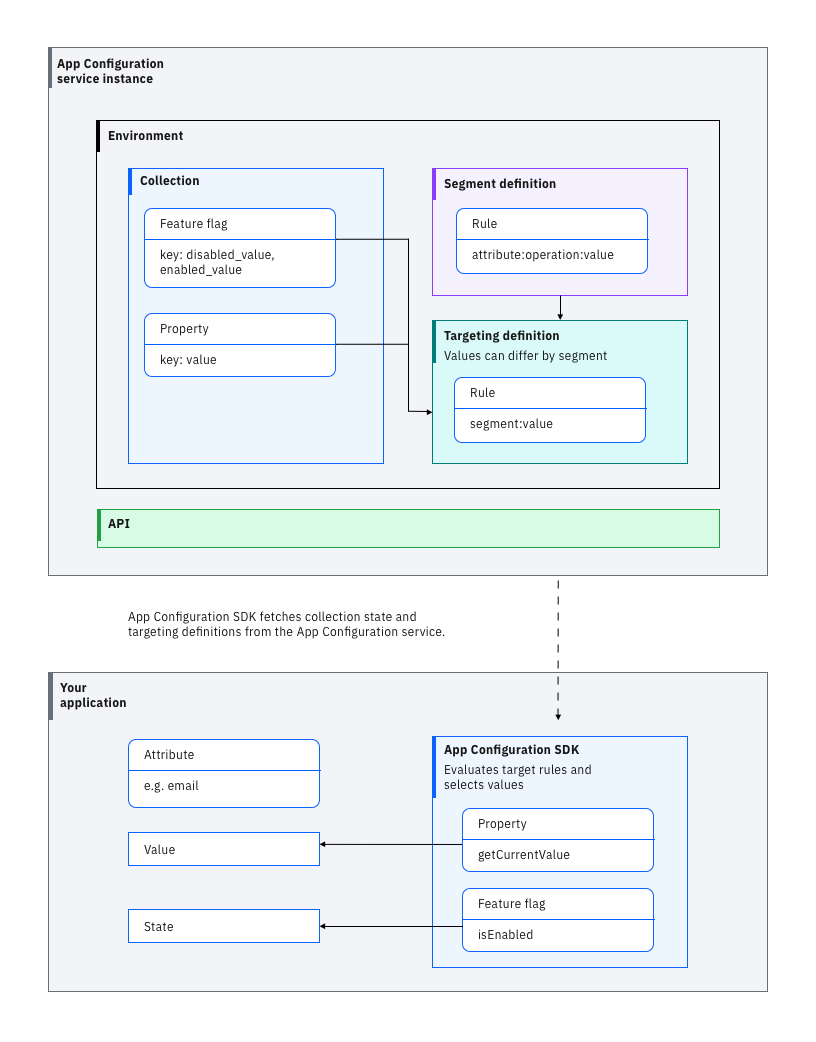 App Configuration
service instance
Environment
Collection
Feature flag
key: disabled_value,
enabled_value
Property
key: value
Segment definition
Rule
attribute:operation:value
Targeting definition
Values can differ by segment
Rule
segment:value
API
App Configuration SDK fetches collection state and
targeting definitions from the App Configuration service.
Your
application
Attribute
e.g. email
Value
State
App Configuration SDK
Evaluates target rules and
selects values
Property
getCurrentValue
Feature flag
isEnabled